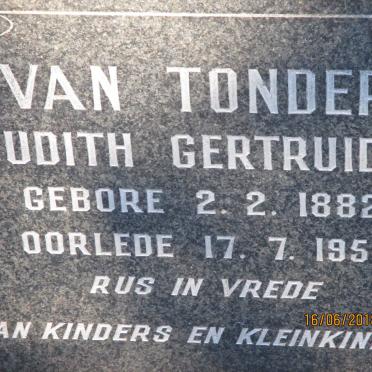 VAN TONDER
UDITH GERTRUID
GEBORE 2. 2. 1882
OORLEDE 17. 7. 195
RUS IN VREDE
16/06/201
AN KINDERS EN KLEINKIN